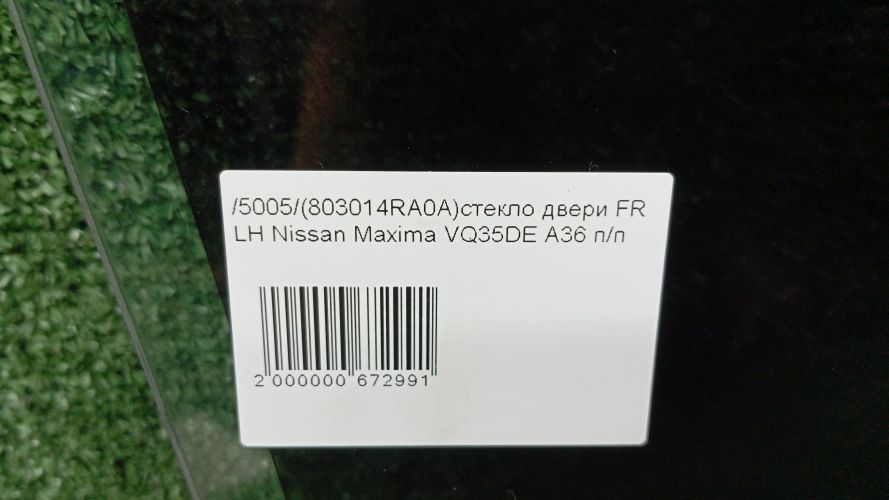 /5005/(803014RA0A)стекло двери FR
LH Nissan Maxima VQ35DE A36 п/п
2 000000 672991